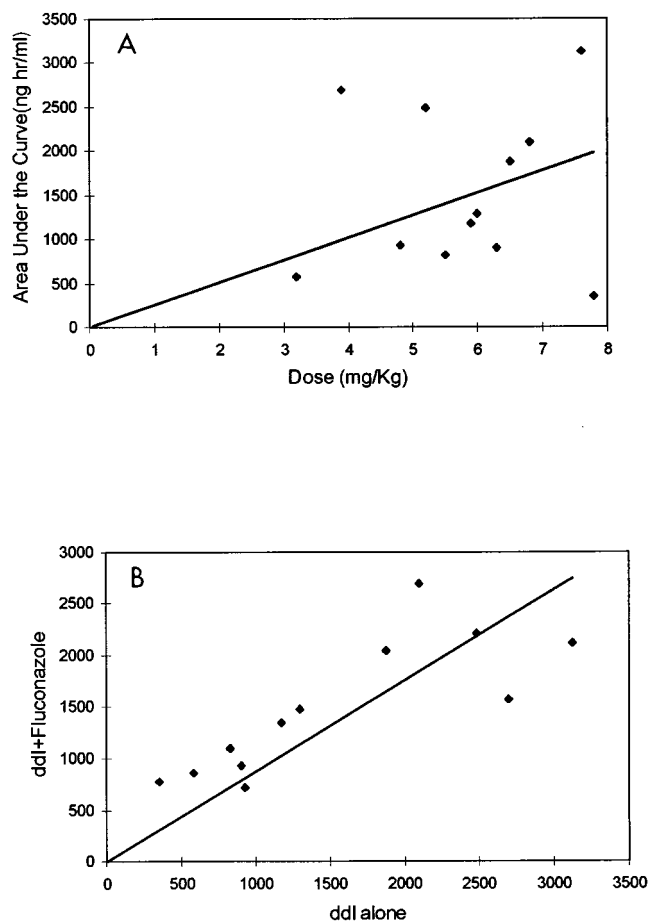 A
3500
3000
2500
2000
1500
1000
500
0
Area Under the Curve(ng hr/ml)
0 1 2 3 4 5 6 7 8
Dose (mg/Kg)
B
3000
2500
2000
1500
1000
500
0
ddI+Fluconazole
0 500 1000 1500 2000 2500 3000 3500
ddI alone